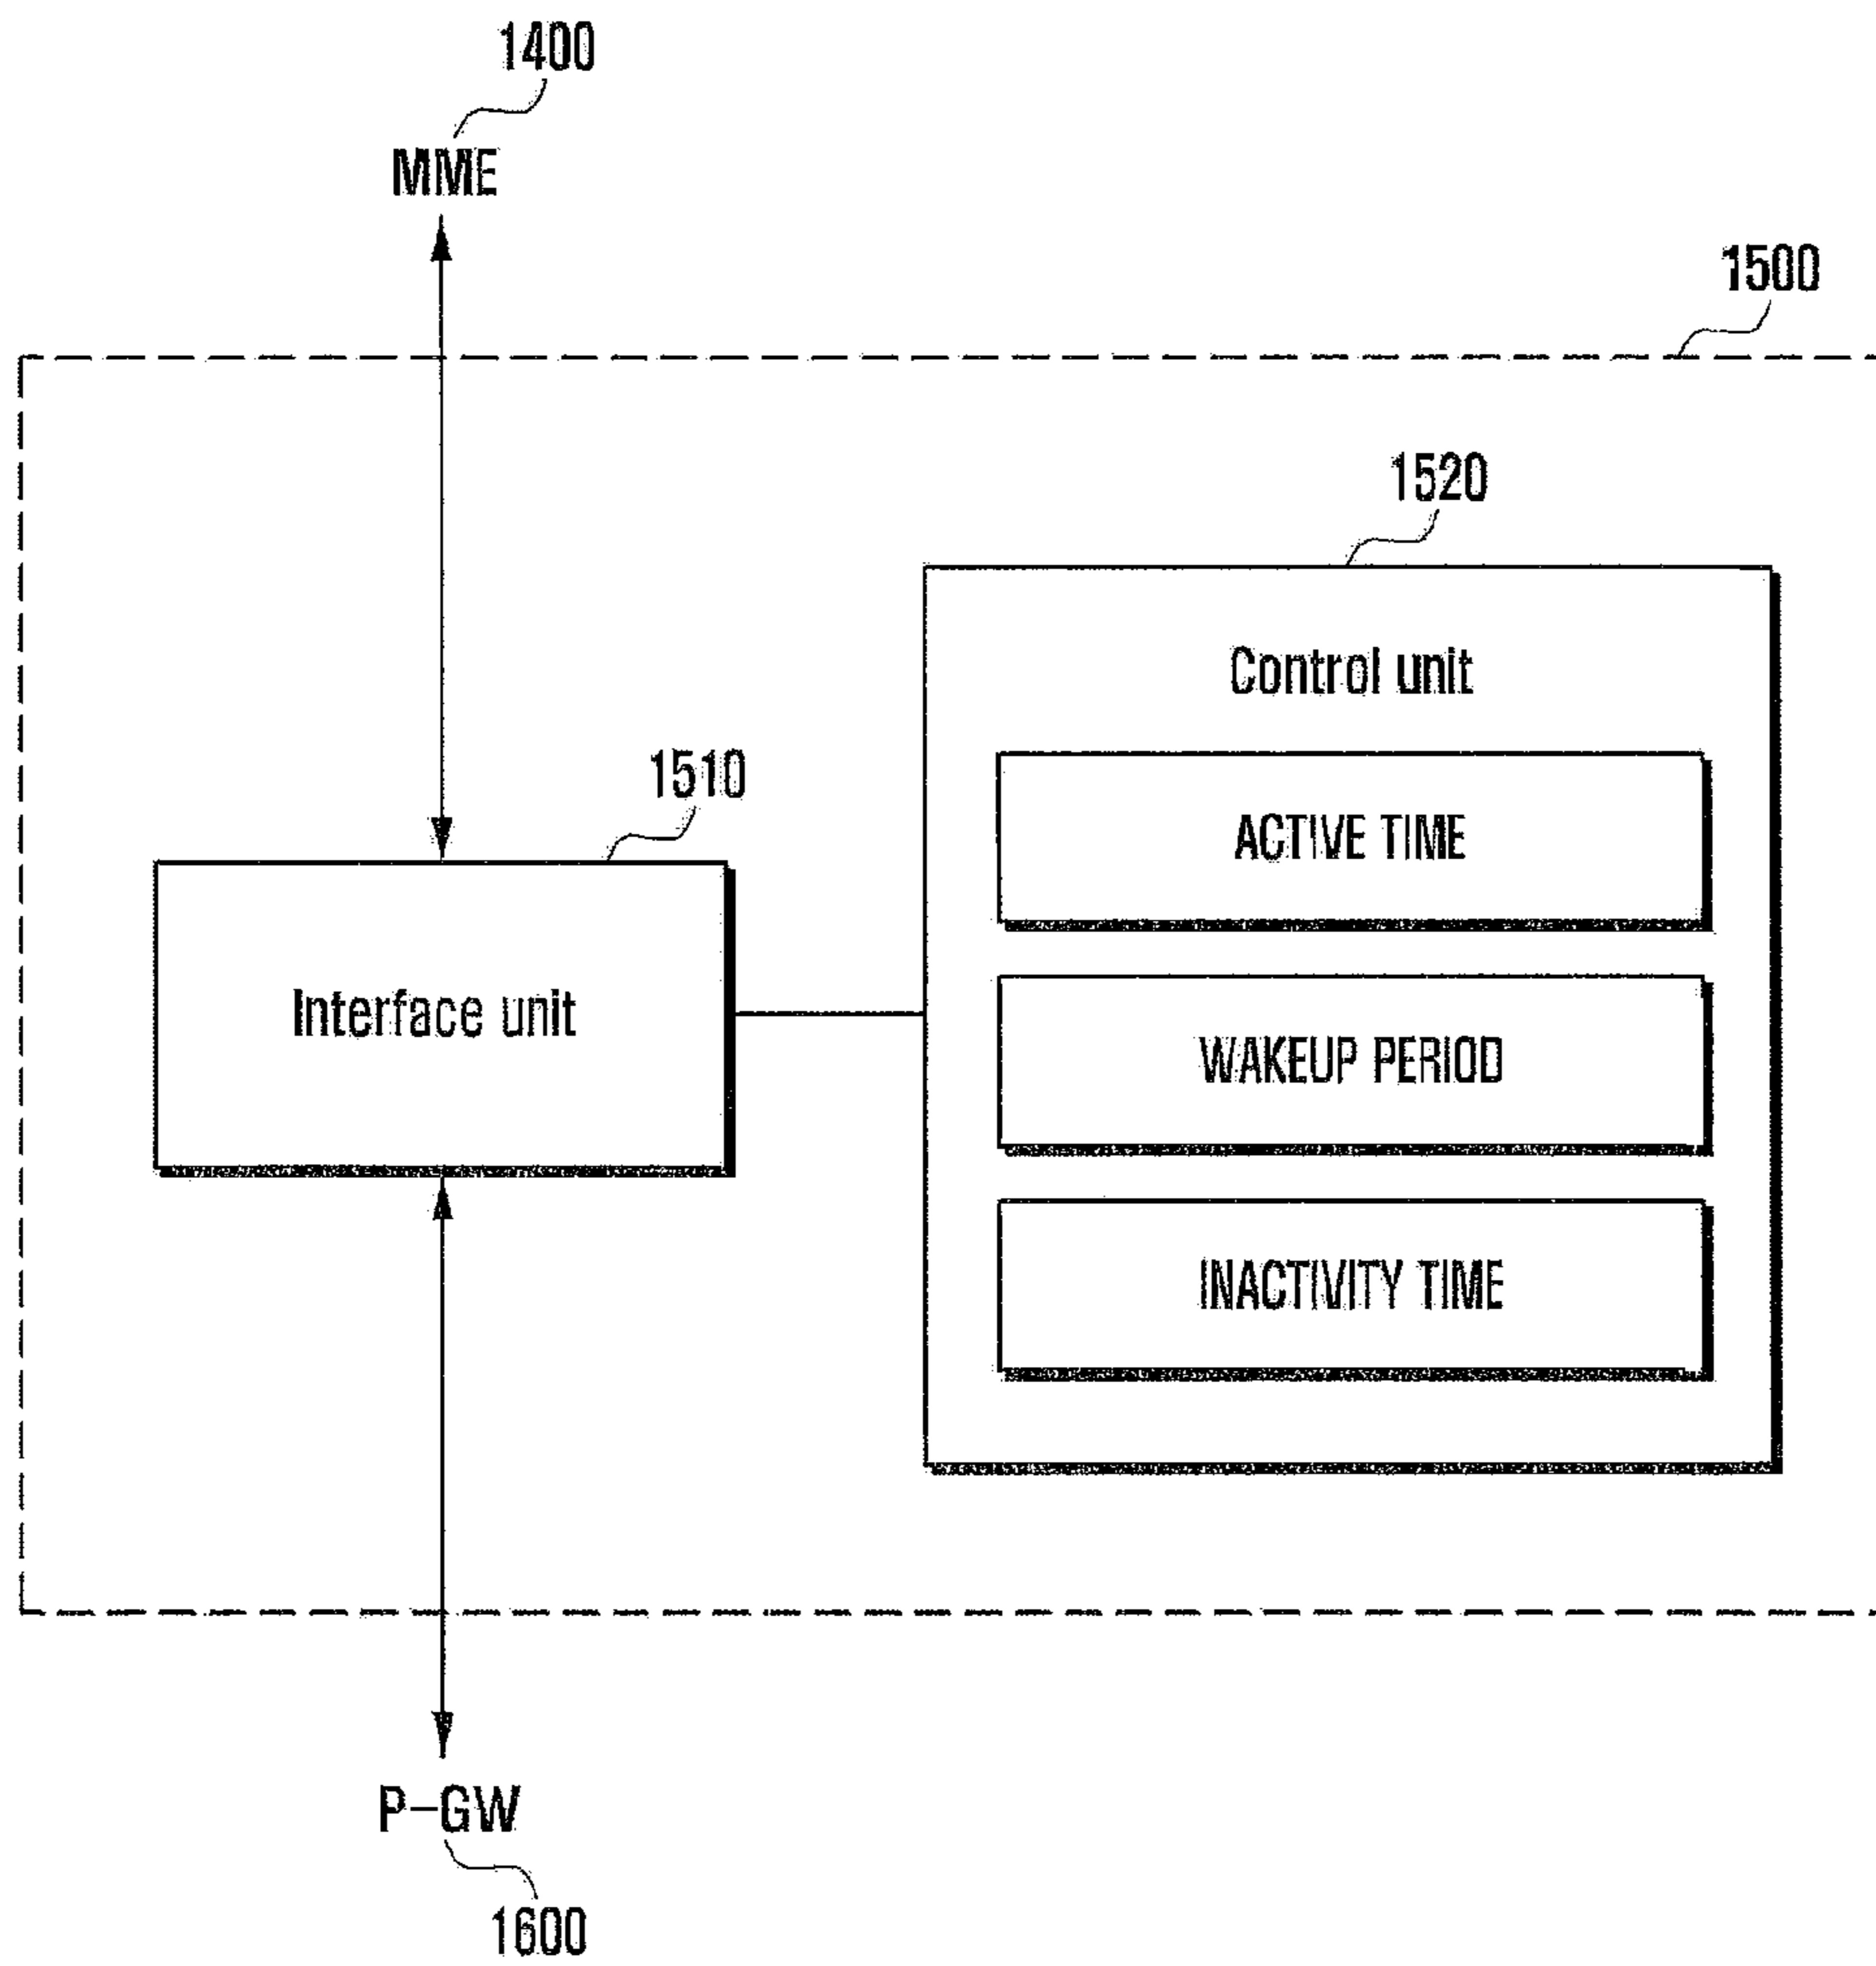 1400
MME
1500
1520
Control unit
1510
ACTIVE TIME
Interface unit
WAKEUP PERIOD
INACTIVITY TIME
P-GW
1600